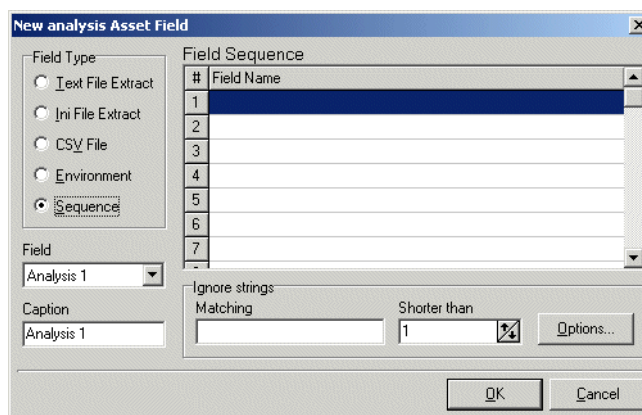 New analysis Asset Field
Field Type
Text File Extract
Ini File Extract
CSV File
Environment
Sequence
Field
Analysis 1
Caption
Analysis 1
Field Sequence
# Field Name
1
2
3
4
5
6
7
Ignore strings
Matching
Shorter than
1
Options...
OK
Cancel